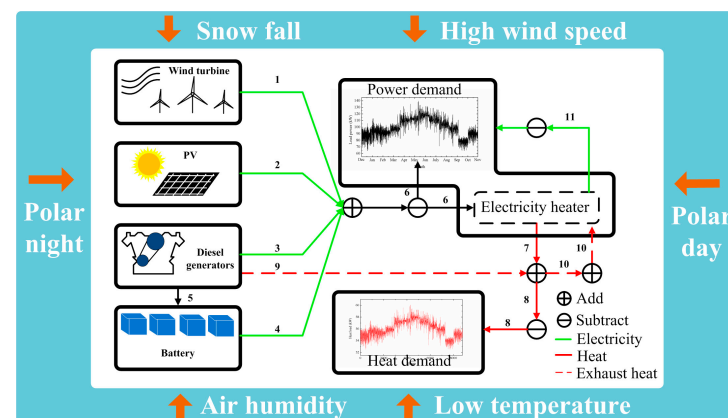 Snow fall
High wind speed
Wind turbine
1
Power demand
11
PV
2
6
6
Electricity heater
Polar
night
Polar
day
Diesel
generators
3
9
7
10
10
5
4
8
8
Battery
Heat demand
Add
Subtract
Electricity
Heat
Exhaust heat
Air humidity
Low temperature